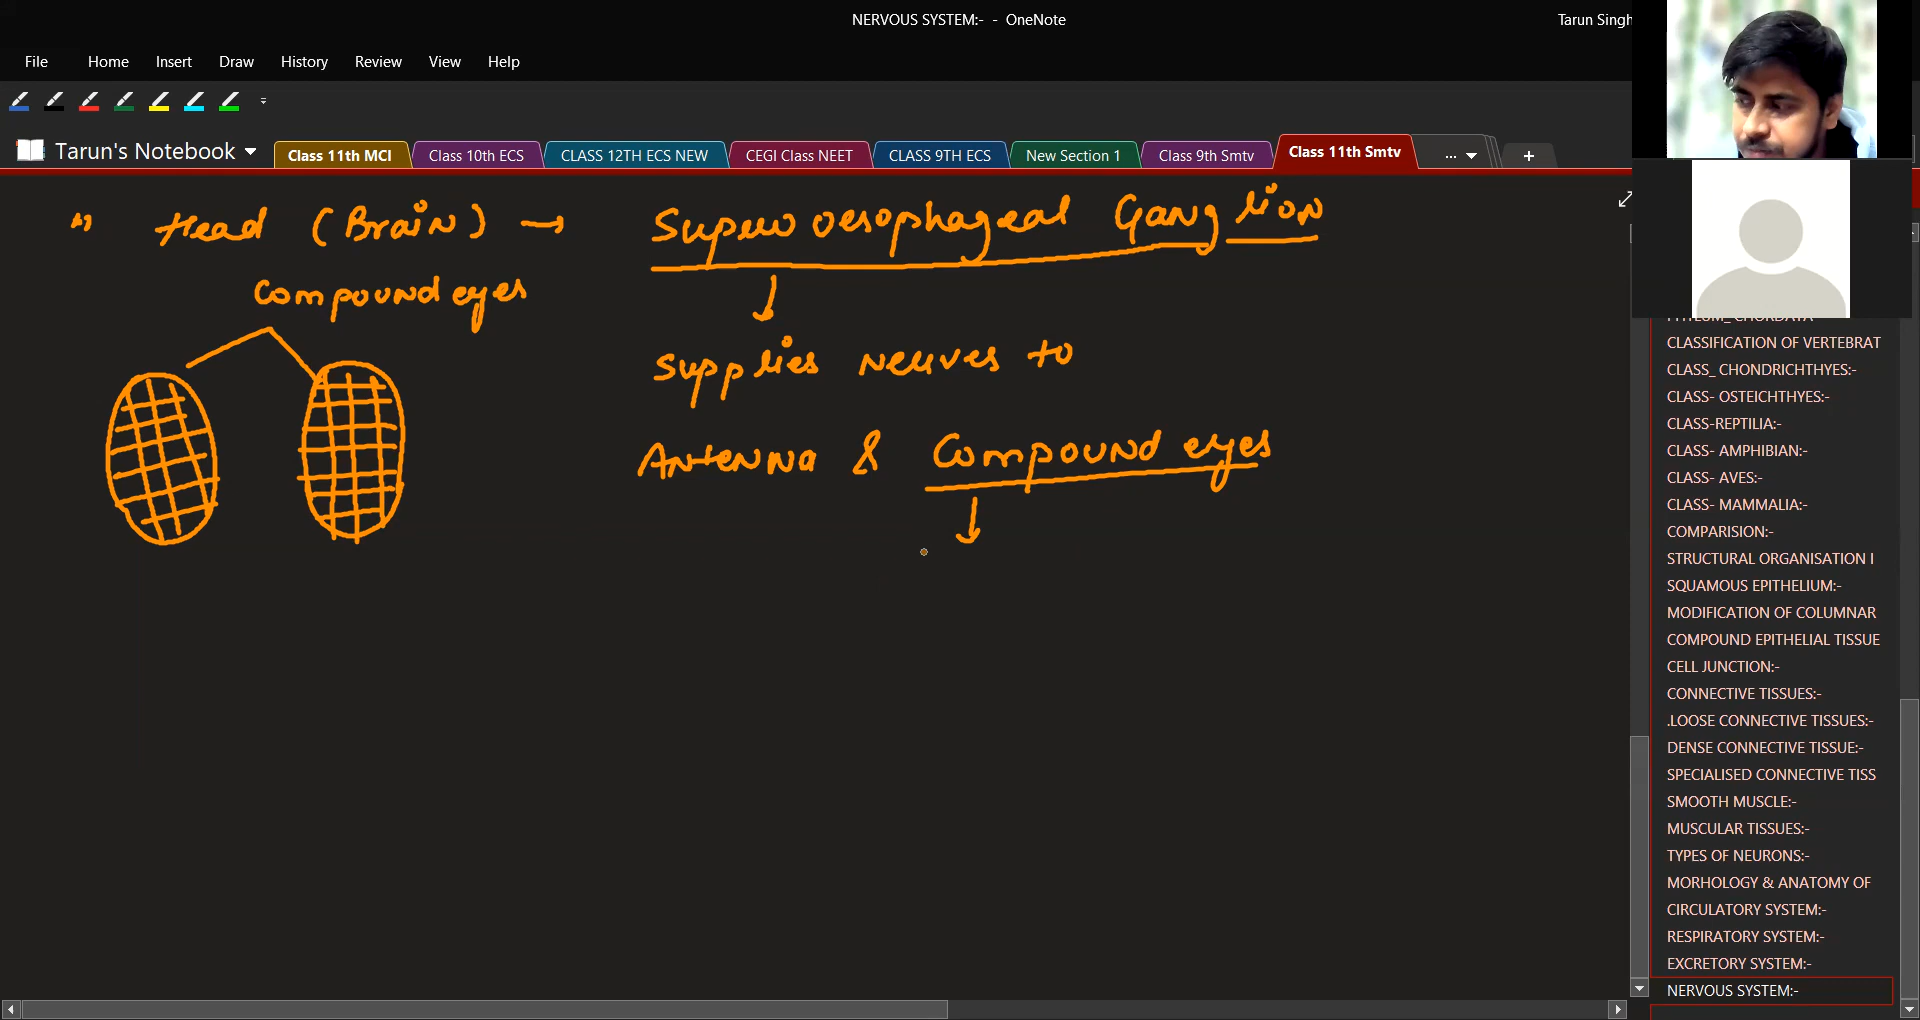 NERVOUS SYSTEM:- - OneNote
Tarun Singh
File Home Insert Draw History Review View Help
Tarun's Notebook Class 11th MCI Class 10th ECS CLASS 12TH ECS NEW CEGI Class NEET CLASS 9TH ECS New Section 1 Class 9th Smtv Class 11th Smtv ... +
Head (Brain) → Supra oesophageal Ganglion
Compound eyes
Supplies nerves to
Antenna & Compound eyes
CLASSIFICATION OF VERTEBRAT
CLASS_ CHONDRICHTHYES:-
CLASS- OSTEICHTHYES:-
CLASS-REPTILIA:-
CLASS- AMPHIBIAN:-
CLASS- AVES:-
CLASS- MAMMALIA:-
COMPARISION:-
STRUCTURAL ORGANISATION I
SQUAMOUS EPITHELIUM:-
MODIFICATION OF COLUMNAR
COMPOUND EPITHELIAL TISSUE
CELL JUNCTION:-
CONNECTIVE TISSUES:-
.LOOSE CONNECTIVE TISSUES:-
DENSE CONNECTIVE TISSUE:-
SPECIALISED CONNECTIVE TISS
SMOOTH MUSCLE:-
MUSCULAR TISSUES:-
TYPES OF NEURONS:-
MORHOLOGY & ANATOMY OF
CIRCULATORY SYSTEM:-
RESPIRATORY SYSTEM:-
EXCRETORY SYSTEM:-
NERVOUS SYSTEM:-